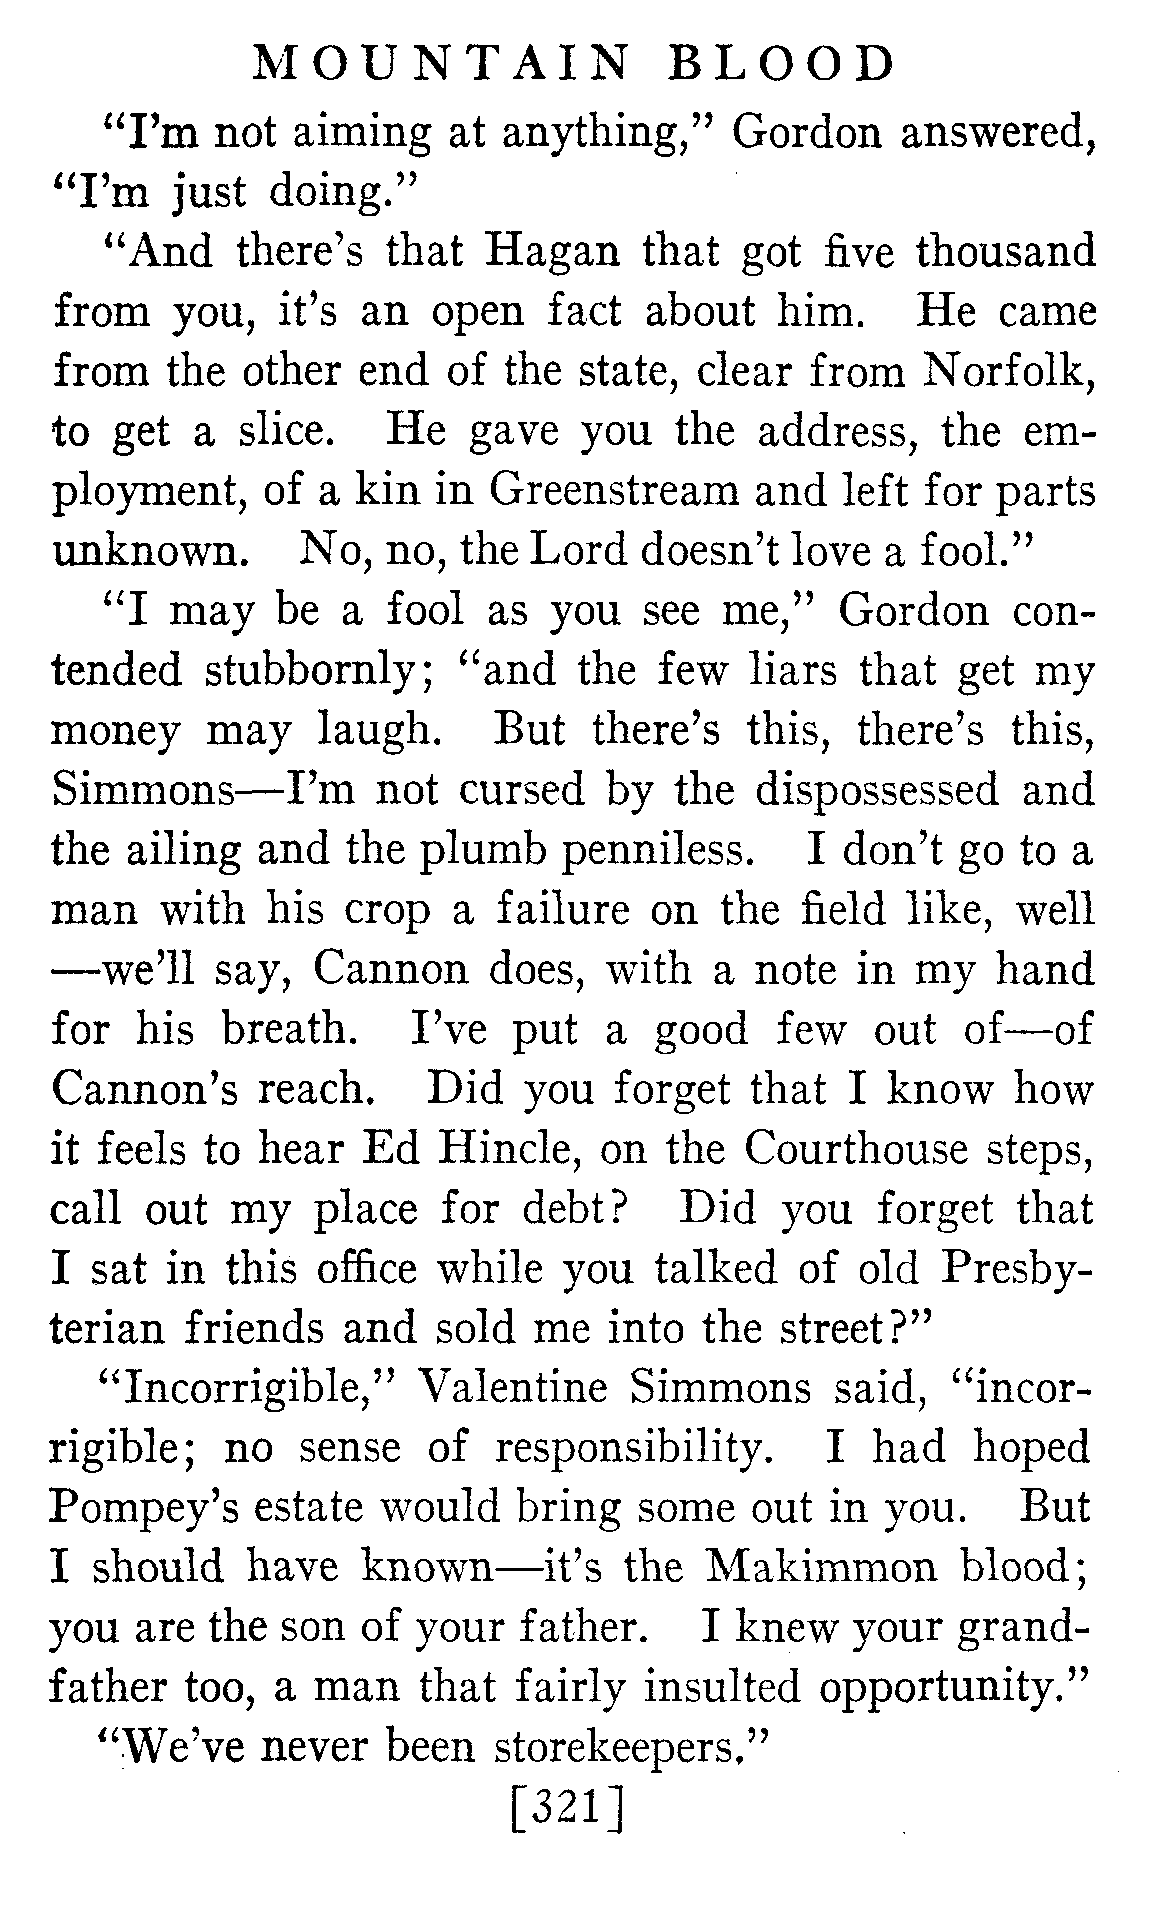 MOUNTAIN BLOOD
“I’m not aiming at anything,” Gordon answered,
“I’m just doing.”
“And there’s that Hagan that got five thousand
from you, it’s an open fact about him. He came
from the other end of the state, clear from Norfolk,
to get a slice. He gave you the address, the em-
ployment, of a kin in Greenstream and left for parts
unknown. No, no, the Lord doesn’t love a fool.”
“I may be a fool as you see me,” Gordon con-
tended stubbornly; “and the few liars that get my
money may laugh. But there’s this, there’s this,
Simmons—I’m not cursed by the dispossessed and
the ailing and the plumb penniless. I don’t go to a
man with his crop a failure on the field like, well
—we’ll say, Cannon does, with a note in my hand
for his breath. I’ve put a good few out of—of
Cannon’s reach. Did you forget that I know how
it feels to hear Ed Hincle, on the Courthouse steps,
call out my place for debt? Did you forget that
I sat in this office while you talked of old Presby-
terian friends and sold me into the street?”
“Incorrigible,” Valentine Simmons said, “incor-
rigible; no sense of responsibility. I had hoped
Pompey’s estate would bring some out in you. But
I should have known—it’s the Makimmon blood;
you are the son of your father. I knew your grand-
father too, a man that fairly insulted opportunity.”
“We’ve never been storekeepers.”
[321]